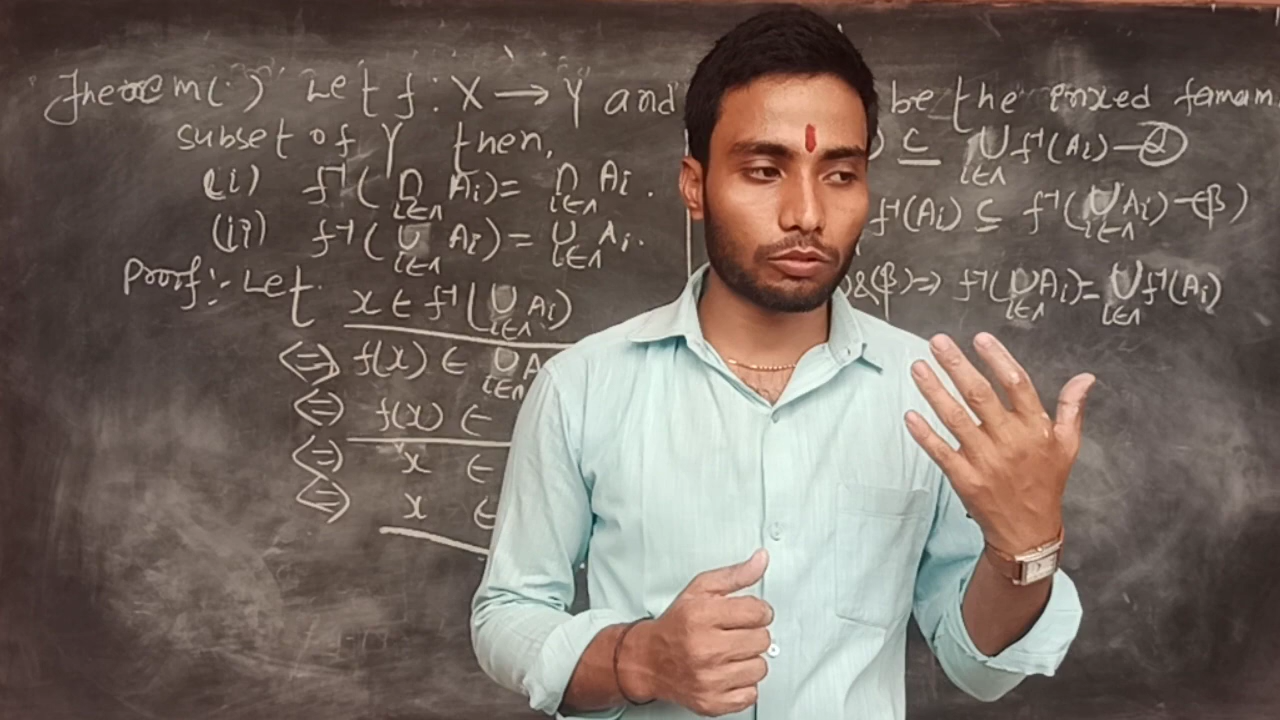 Theorem(·) Let f: X → Y and be the inxed famam
subset of Y then,
(i) f⁻¹( ∩ Ai) = ∩ Ai .
i∈Λ i∈Λ
(ii) f⁻¹( ∪ Ai) = ∪ Ai.
i∈Λ i∈Λ
Proof:- Let x ∈ f⁻¹( ∪ Ai)
i∈Λ
⇔ f(x) ∈ ∪ A
i∈Λ
⇔ f(x) ∈
⇔ x ∈
⇔ x ∈
) ⊆ ∪ f⁻¹(Ai) —
i∈Λ
f⁻¹(Ai) ⊆ f⁻¹( ∪ Ai) —(β)
i∈Λ
)&(β) ⇒ f⁻¹( ∪ Ai) = ∪ f⁻¹(Ai)
i∈Λ i∈Λ